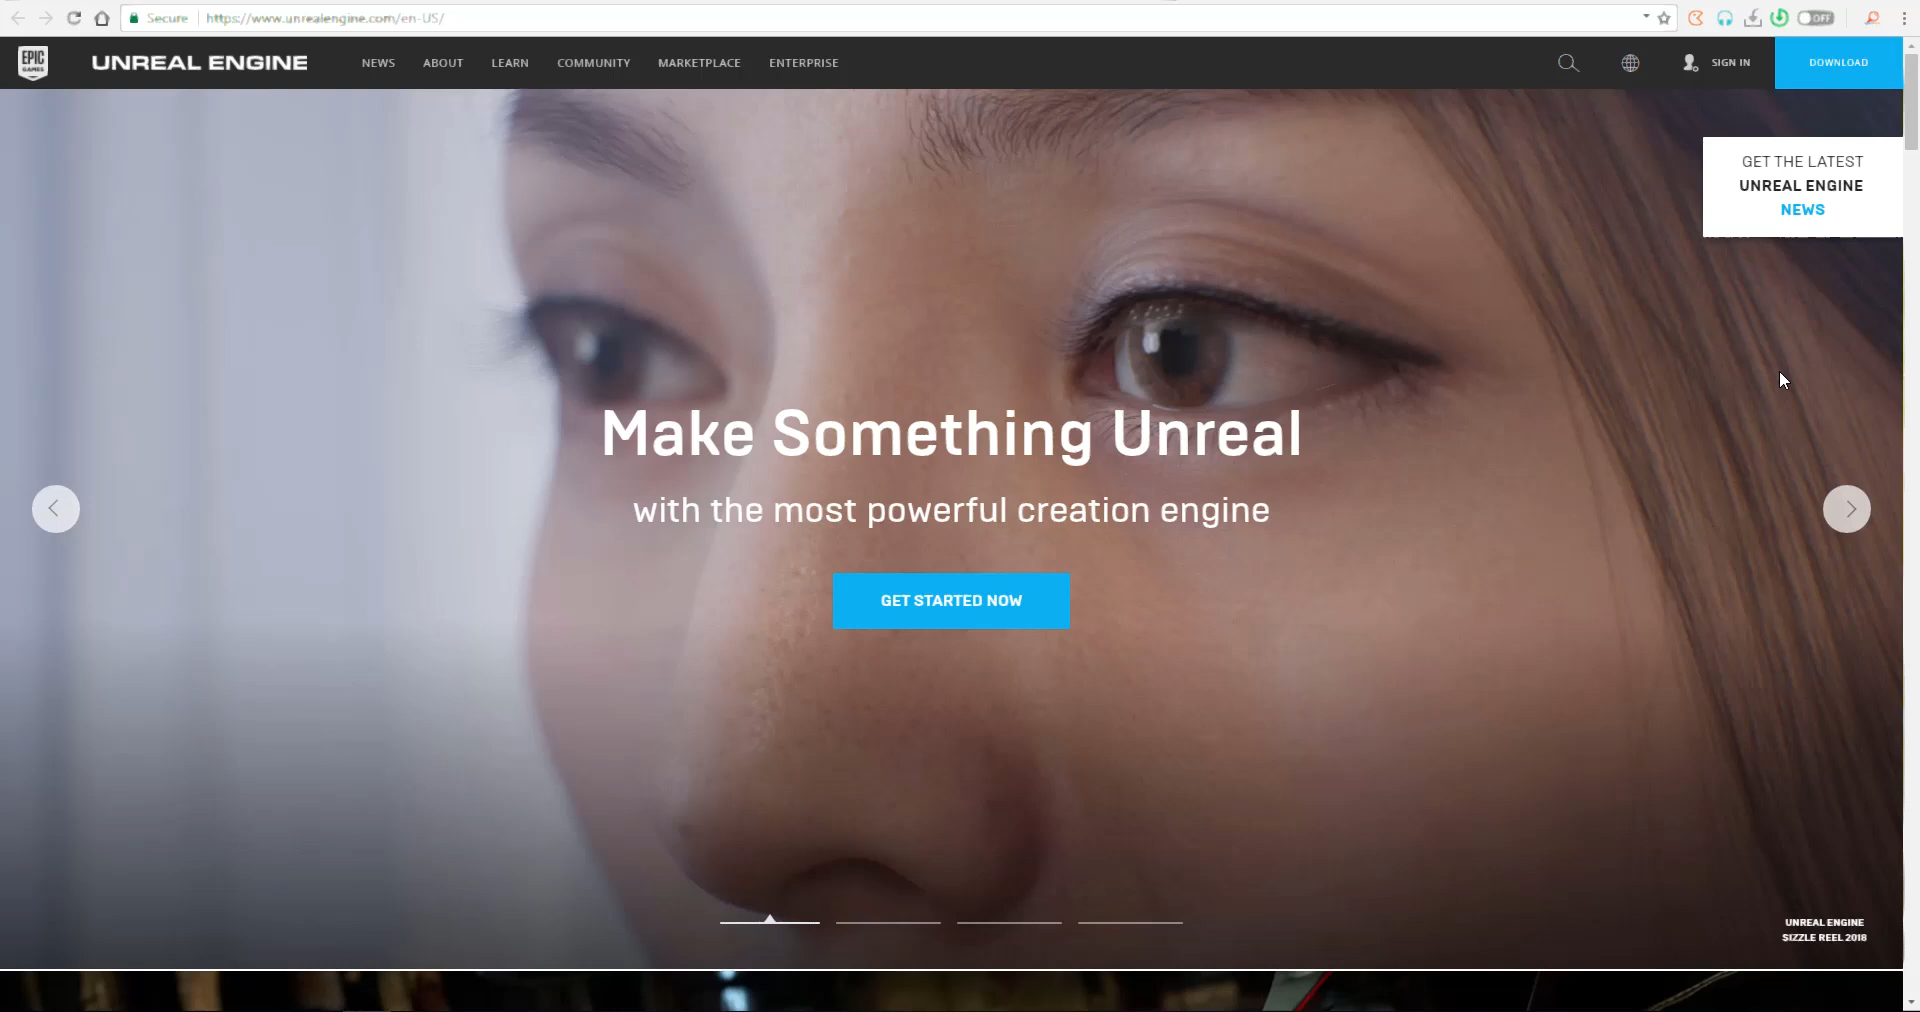 Secure https://www.unrealengine.com/en-US/ OFF
EPIC GAMES
UNREAL ENGINE NEWS ABOUT LEARN COMMUNITY MARKETPLACE ENTERPRISE SIGN IN DOWNLOAD
GET THE LATEST
UNREAL ENGINE
NEWS
Make Something Unreal
with the most powerful creation engine
GET STARTED NOW
UNREAL ENGINE
SIZZLE REEL 2018